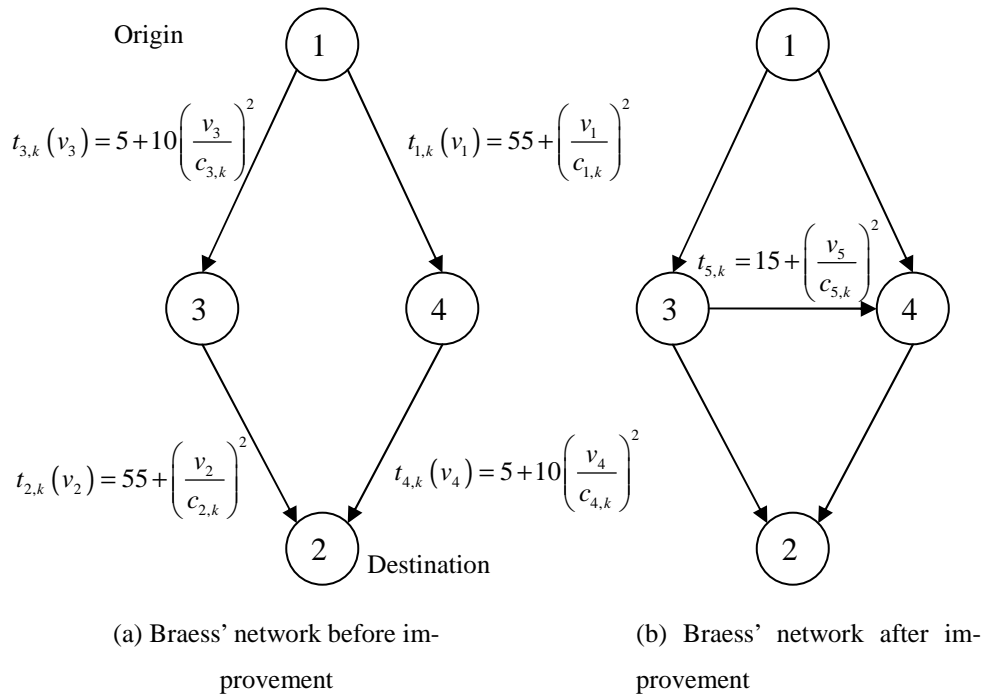 Origin
1
1
t_{3,k}(v_3) = 5+10(v_3/c_{3,k})^2
t_{1,k}(v_1) = 55+(v_1/c_{1,k})^2
t_{5,k} = 15+(v_5/c_{5,k})^2
3
4
3
4
t_{2,k}(v_2) = 55+(v_2/c_{2,k})^2
t_{4,k}(v_4) = 5+10(v_4/c_{4,k})^2
2
2
Destination
(a) Braess’ network before im-
provement
(b) Braess’ network after im-
provement